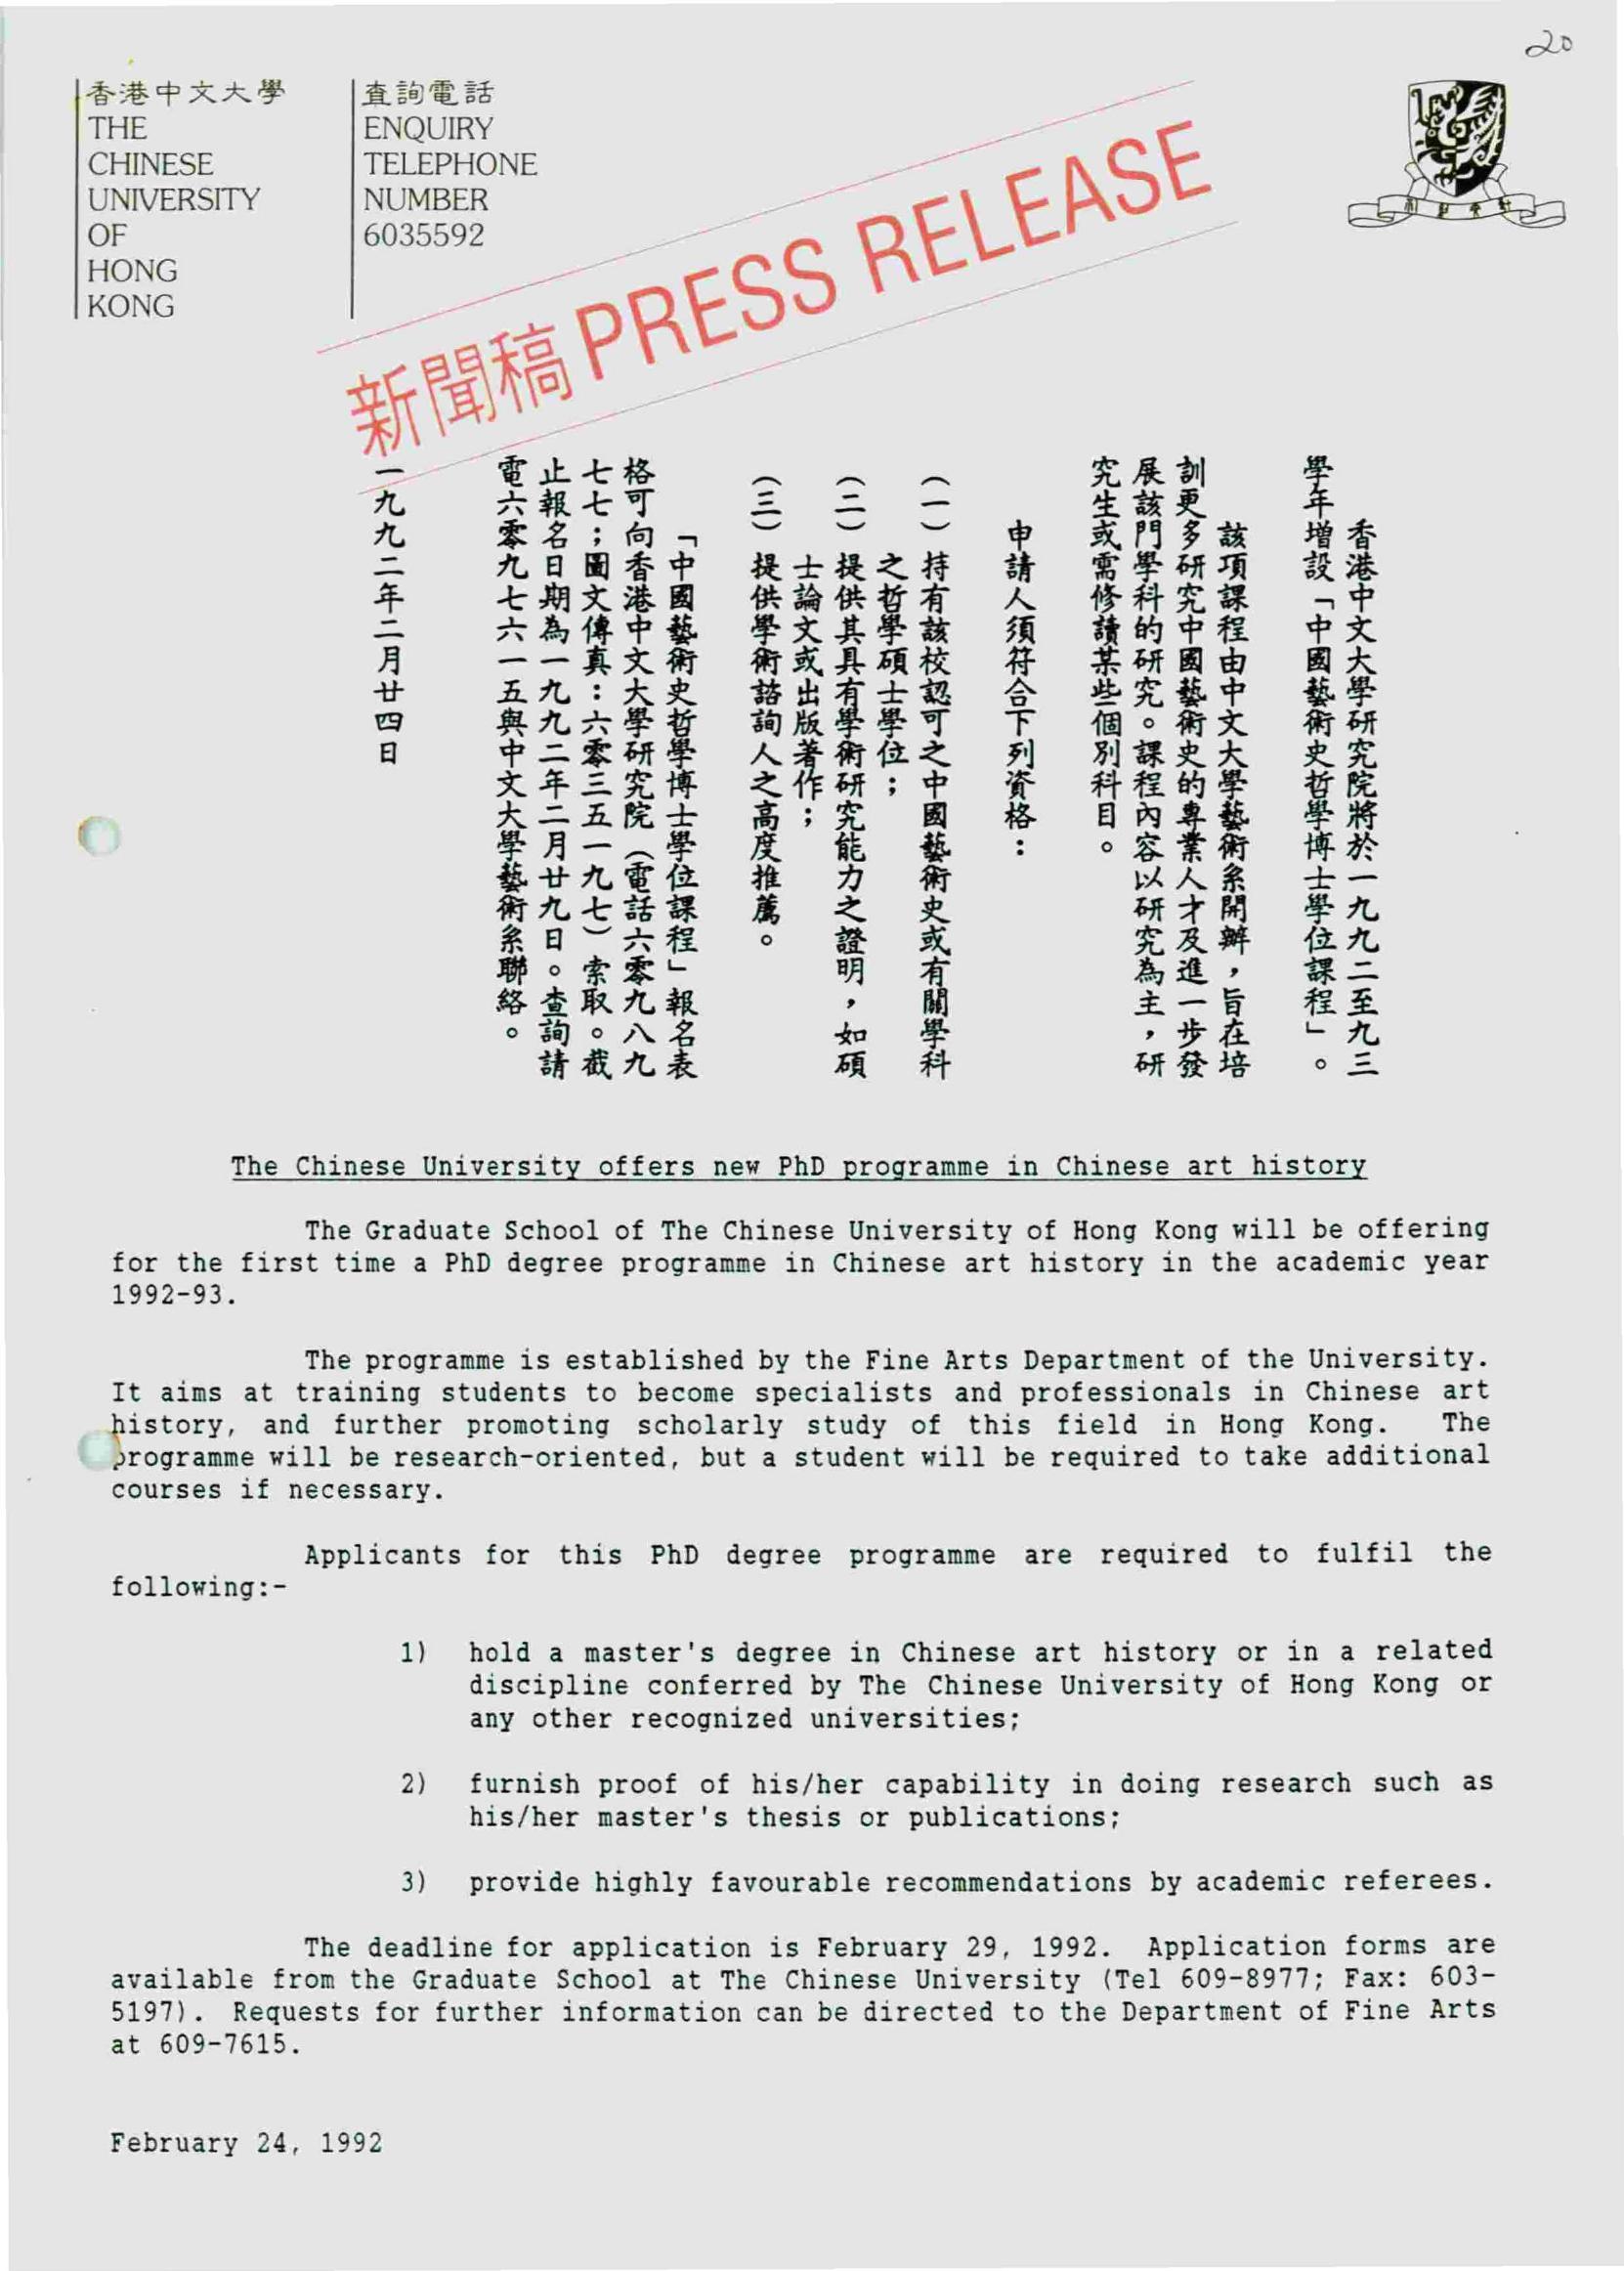 20
香港中文大學
THE
CHINESE
UNIVERSITY
OF
HONG
KONG
查詢電話
ENQUIRY
TELEPHONE
NUMBER
6035592
新聞稿 PRESS RELEASE
香港中文大學研究院將於一九九二至九三
學年增設「中國藝術史哲學博士學位課程」。
該項課程由中文大學藝術系開辦，旨在培
訓更多研究中國藝術史的專業人才及進一步發
展該門學科的研究。課程內容以研究為主，研
究生或需修讀某些個別科目。
申請人須符合下列資格：
（一）持有該校認可之中國藝術史或有關學科
之哲學碩士學位；
（二）提供其具有學術研究能力之證明，如碩
士論文或出版著作；
（三）提供學術諮詢人之高度推薦。
「中國藝術史哲學博士學位課程」報名表
格可向香港中文大學研究院（電話六零九八九
七七；圖文傳真：六零三五一九七）索取。截
止報名日期為一九九二年二月廿九日。查詢請
電六零九七六一五與中文大學藝術系聯絡。
一九九二年二月廿四日
The Chinese University offers new PhD programme in Chinese art history
The Graduate School of The Chinese University of Hong Kong will be offering
for the first time a PhD degree programme in Chinese art history in the academic year
1992-93.
The programme is established by the Fine Arts Department of the University.
It aims at training students to become specialists and professionals in Chinese art
history, and further promoting scholarly study of this field in Hong Kong. The
programme will be research-oriented, but a student will be required to take additional
courses if necessary.
Applicants for this PhD degree programme are required to fulfil the
following:-
1) hold a master's degree in Chinese art history or in a related
discipline conferred by The Chinese University of Hong Kong or
any other recognized universities;
2) furnish proof of his/her capability in doing research such as
his/her master's thesis or publications;
3) provide highly favourable recommendations by academic referees.
The deadline for application is February 29, 1992. Application forms are
available from the Graduate School at The Chinese University (Tel 609-8977; Fax: 603-
5197). Requests for further information can be directed to the Department of Fine Arts
at 609-7615.
February 24, 1992